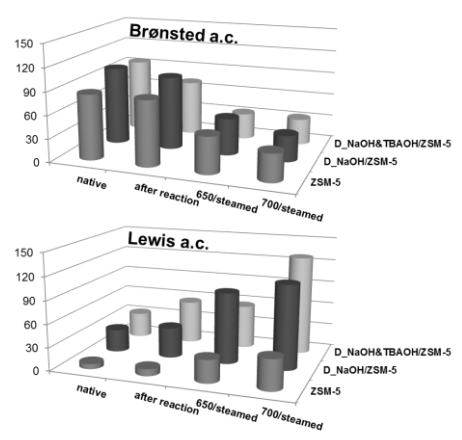 Brønsted a.c.
150
120
90
60
30
0
native
after reaction
650/steamed
700/steamed
D_NaOH&TBAOH/ZSM-5
D_NaOH/ZSM-5
ZSM-5
Lewis a.c.
150
120
90
60
30
0
native
after reaction
650/steamed
700/steamed
D_NaOH&TBAOH/ZSM-5
D_NaOH/ZSM-5
ZSM-5